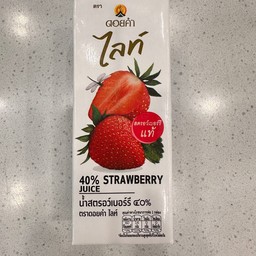 ตรา
ดอยคำ
ไลท์
สตรอว์เบอร์รี
แท้
40% STRAWBERRY
JUICE
น้ำสตรอว์เบอร์รี ๔๐%
ตราดอยคำ ไลท์